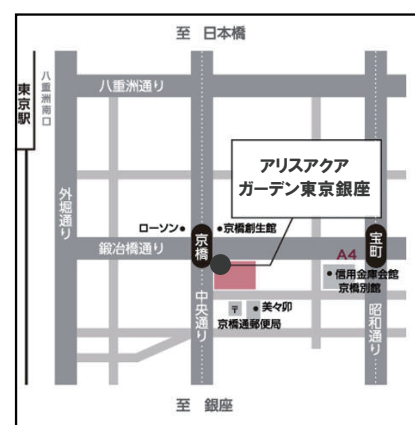 至 日本橋
八重洲通り
東京駅
八重洲南口
外堀通り
アリスアクア
ガーデン東京銀座
ローソン
京橋
京橋創生館
宝町
鍛冶橋通り
A4
信用金庫会館
京橋別館
中央通り
〒
美々卯
京橋通郵便局
昭和通り
至 銀座